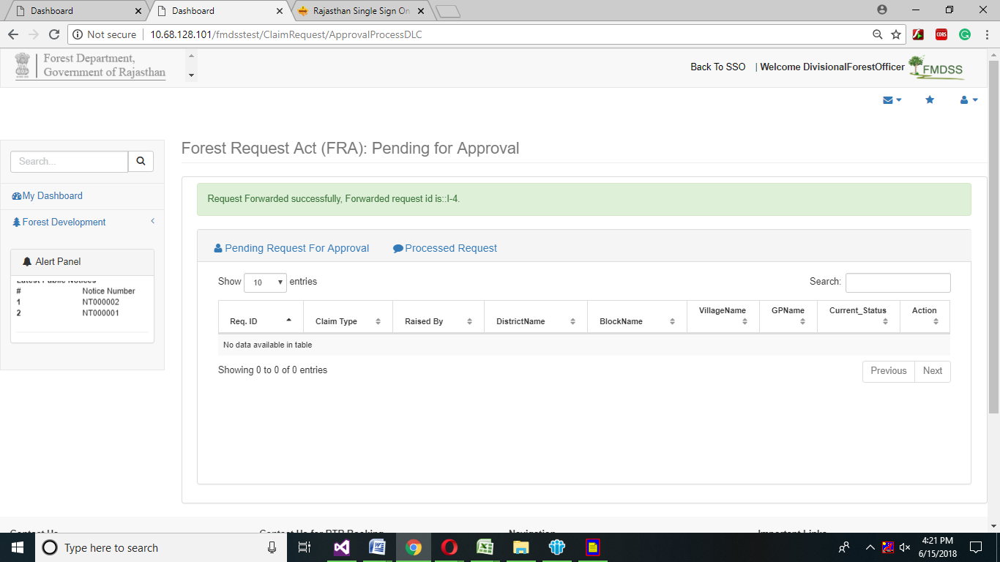 Dashboard
Dashboard
Rajasthan Single Sign On
Not secure
10.68.128.101/fmdsstest/ClaimRequest/ApprovalProcessDLC
CORS
Forest Department,
Government of Rajasthan
Back To SSO | Welcome DivisionalForestOfficer
FMDSS
Search...
My Dashboard
Forest Development
Alert Panel
Latest Public Notices
# Notice Number
1 NT000002
2 NT000001
Forest Request Act (FRA): Pending for Approval
Request Forwarded successfully, Forwarded request id is::I-4.
Pending Request For Approval
Processed Request
Show 10 entries
Search:
Req. ID Claim Type Raised By DistrictName BlockName VillageName GPName Current_Status Action
No data available in table
Showing 0 to 0 of 0 entries
Previous Next
Contact Us
Contact Us for RTR Booking
Navigation
Important Links
Type here to search
4:21 PM
6/15/2018